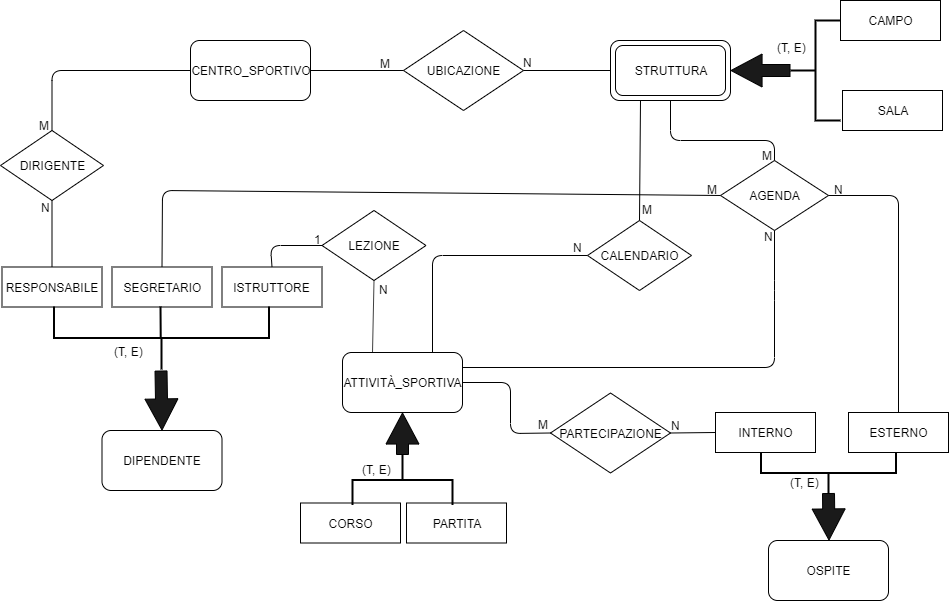 CAMPO
(T, E)
CENTRO_SPORTIVO
M
UBICAZIONE
N
STRUTTURA
SALA
M
DIRIGENTE
N
M
M
AGENDA
N
N
M
1
LEZIONE
N
N
CALENDARIO
RESPONSABILE
SEGRETARIO
ISTRUTTORE
(T, E)
ATTIVITÀ_SPORTIVA
M
PARTECIPAZIONE
N
INTERNO
ESTERNO
DIPENDENTE
(T, E)
(T, E)
CORSO
PARTITA
OSPITE